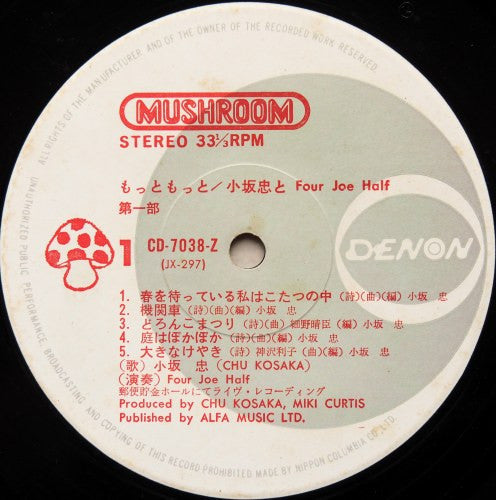 ALL RIGHTS OF THE MANUFACTURER AND OF THE OWNER OF THE RECORDED WORK RESERVED.
MUSHROOM
STEREO 33⅓RPM
もっともっと/小坂忠と Four Joe Half
第一部
1 CD-7038-Z
(JX-297)
DENON
1. 春を待っている私はこたつの中 (詩)(曲)(編) 小坂 忠
2. 機関車 (詩)(曲)(編) 小坂 忠
3. どろんこまつり (詩)(曲) 細野晴臣 (編) 小坂 忠
4. 庭はぽかぽか (詩)(曲)(編) 小坂 忠
5. 大きなけやき (詩) 神沢利子 (曲)(編) 小坂 忠
(歌) 小坂 忠 (CHU KOSAKA)
(演奏) Four Joe Half
郵便貯金ホールにてライヴ・レコーディング
Produced by CHU KOSAKA, MIKI CURTIS
Published by ALFA MUSIC LTD.
UNAUTHORIZED PUBLIC PERFORMANCE, BROADCASTING AND COPYING OF THIS RECORD PROHIBITED MADE BY NIPPON COLUMBIA CO., LTD.